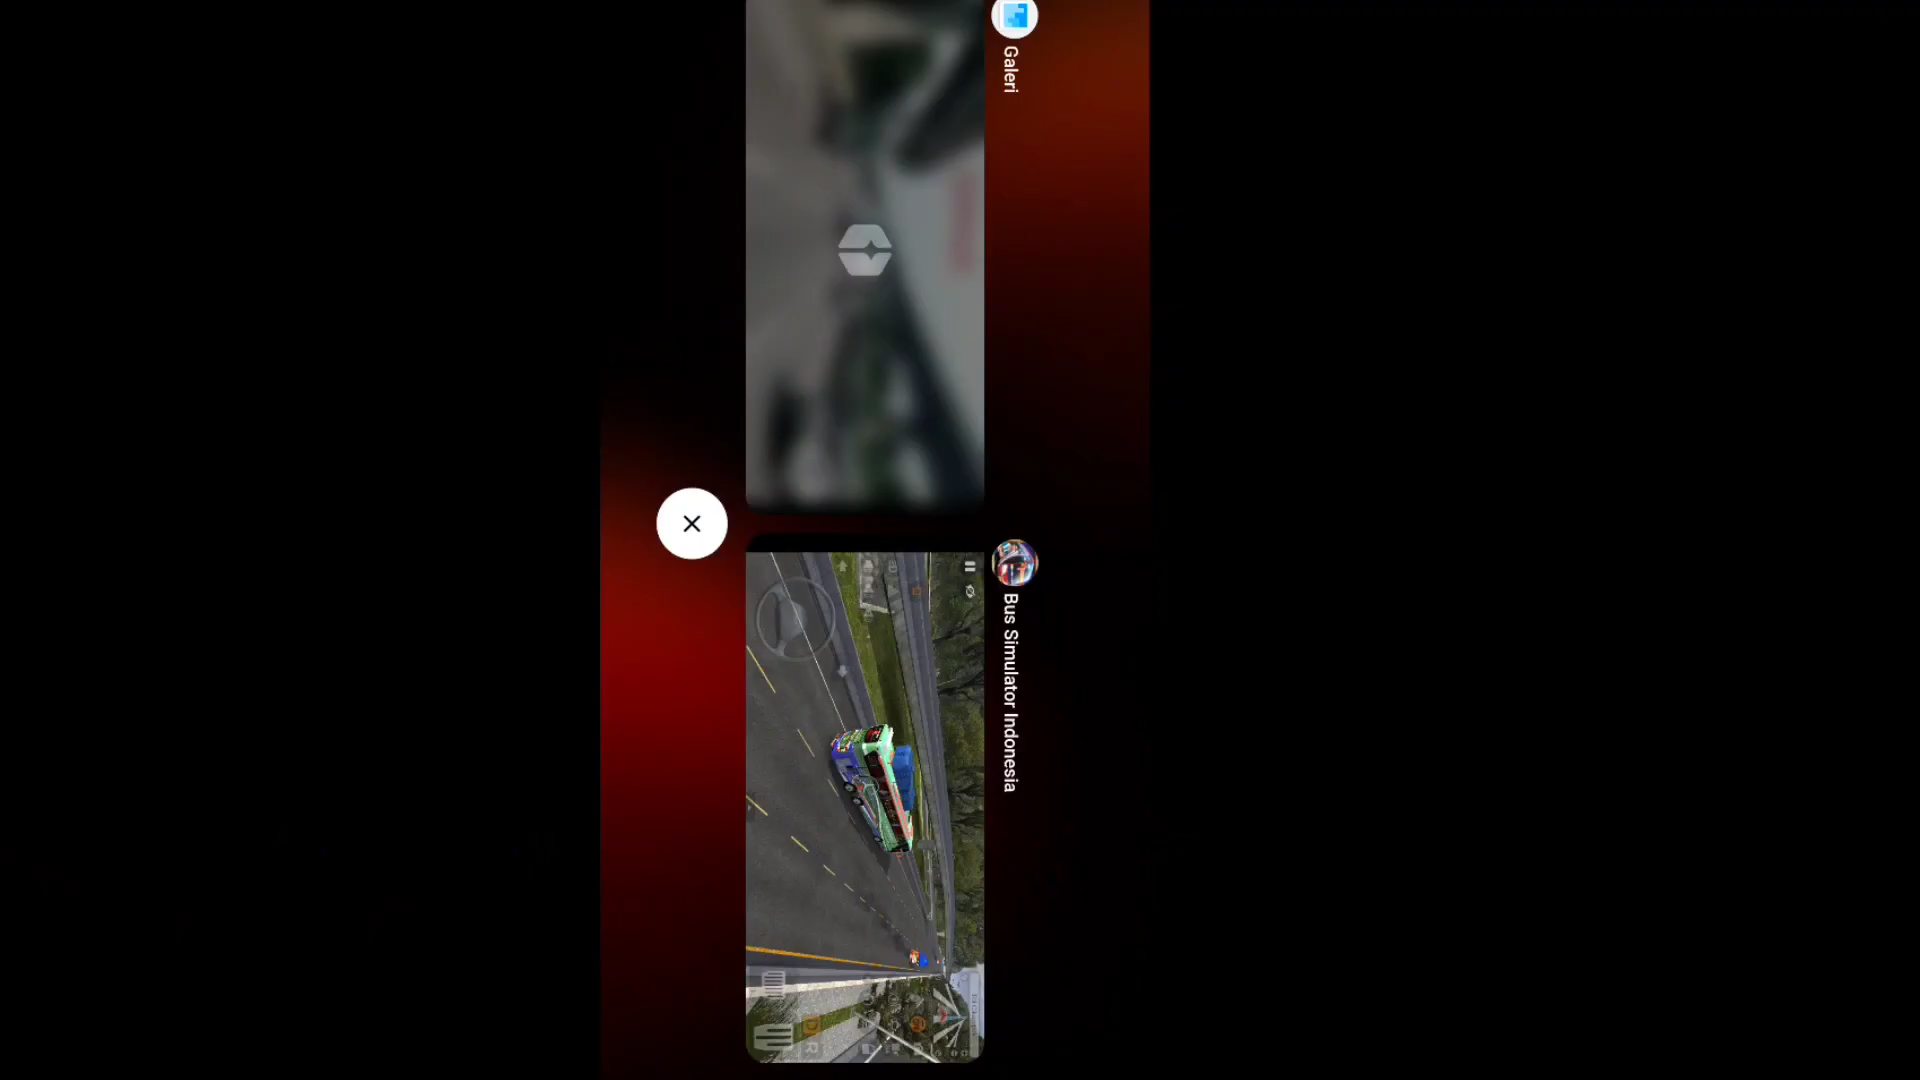 Galeri
Bus Simulator Indonesia
D
R